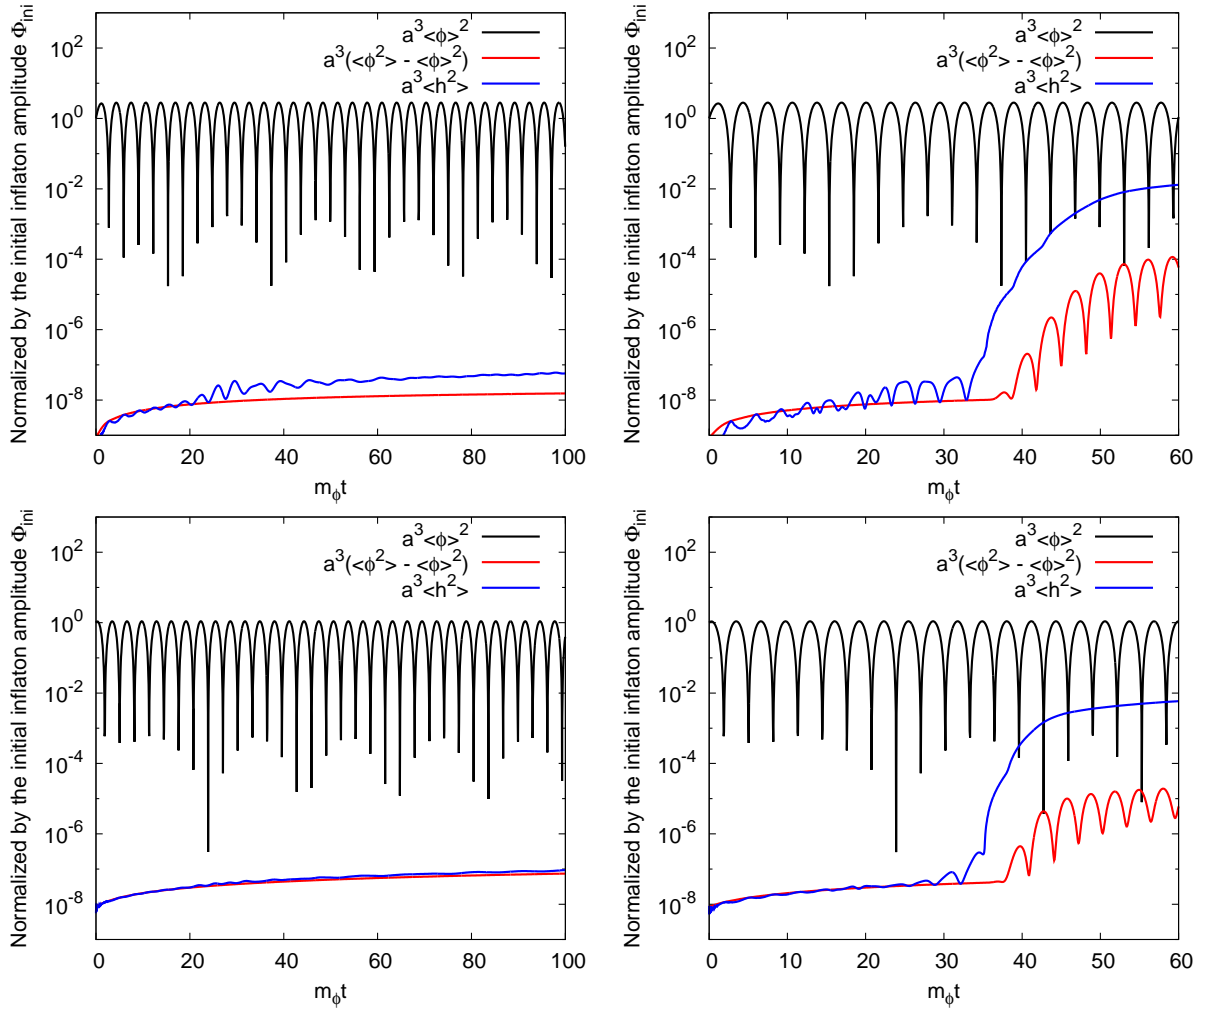 Normalized by the initial inflaton amplitude Φini
a3<ϕ>2
a3(<ϕ2> - <ϕ>2)
a3<h2>
102
100
10-2
10-4
10-6
10-8
0 20 40 60 80 100
mϕt
Normalized by the initial inflaton amplitude Φini
a3<ϕ>2
a3(<ϕ2> - <ϕ>2)
a3<h2>
102
100
10-2
10-4
10-6
10-8
0 10 20 30 40 50 60
mϕt
Normalized by the initial inflaton amplitude Φini
a3<ϕ>2
a3(<ϕ2> - <ϕ>2)
a3<h2>
102
100
10-2
10-4
10-6
10-8
0 20 40 60 80 100
mϕt
Normalized by the initial inflaton amplitude Φini
a3<ϕ>2
a3(<ϕ2> - <ϕ>2)
a3<h2>
102
100
10-2
10-4
10-6
10-8
0 10 20 30 40 50 60
mϕt